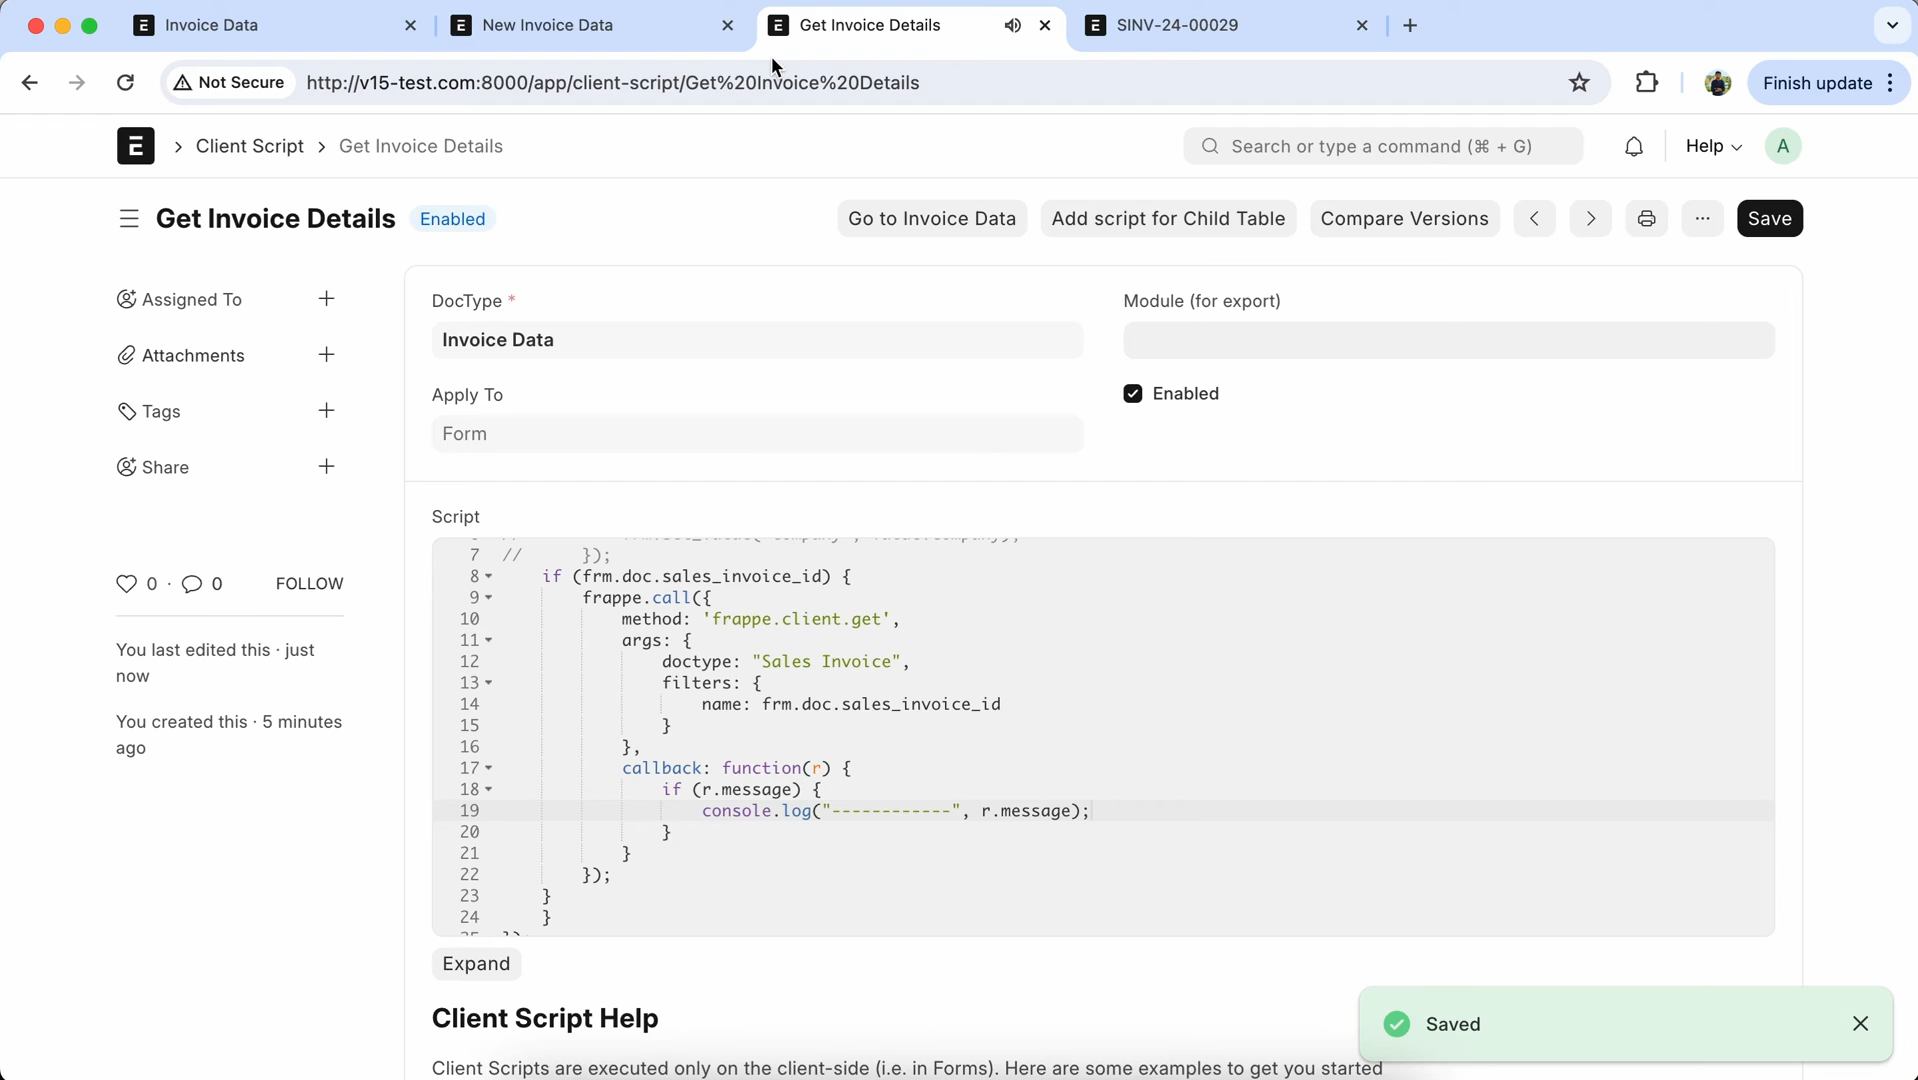 Invoice Data
New Invoice Data
Get Invoice Details
SINV-24-00029
Not Secure
http://v15-test.com:8000/app/client-script/Get%20Invoice%20Details
Finish update
E
Client Script
Get Invoice Details
Search or type a command (⌘ + G)
Help
A
Get Invoice Details
Enabled
Go to Invoice Data
Add script for Child Table
Compare Versions
Save
Assigned To
Attachments
Tags
Share
0 · 0
FOLLOW
You last edited this · just
now
You created this · 5 minutes
ago
DocType *
Invoice Data
Module (for export)
Apply To
Form
Enabled
Script
7 // });
8 if (frm.doc.sales_invoice_id) {
9 frappe.call({
10 method: 'frappe.client.get',
11 args: {
12 doctype: "Sales Invoice",
13 filters: {
14 name: frm.doc.sales_invoice_id
15 }
16 },
17 callback: function(r) {
18 if (r.message) {
19 console.log("------------", r.message);
20 }
21 }
22 });
23 }
24 }
Expand
Client Script Help
Client Scripts are executed only on the client-side (i.e. in Forms). Here are some examples to get you started
Saved